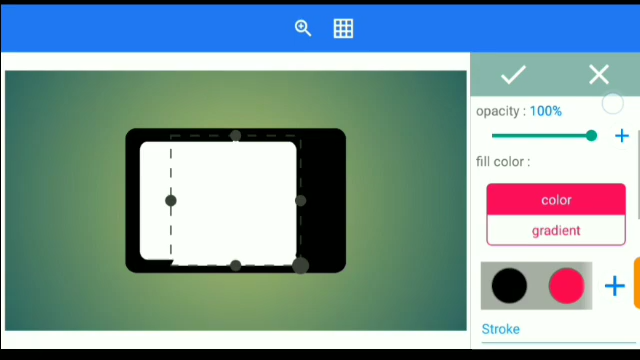 opacity : 100%
fill color :
color
gradient
Stroke